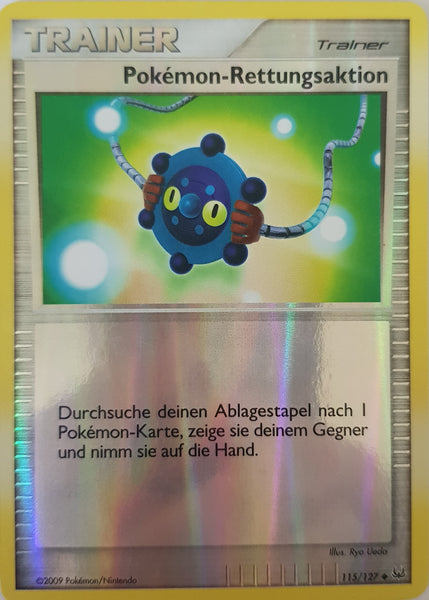 TRAINER
Trainer
Pokémon-Rettungsaktion
Durchsuche deinen Ablagestapel nach 1
Pokémon-Karte, zeige sie deinem Gegner
und nimm sie auf die Hand.
Illus. Ryo Ueda
©2009 Pokémon/Nintendo
115/127